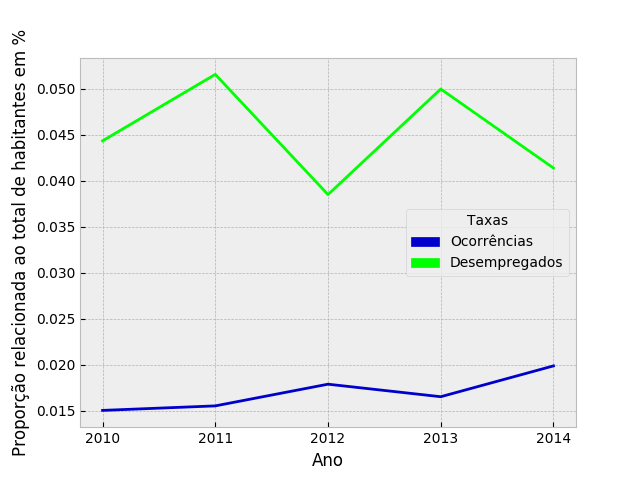 Proporção relacionada ao total de habitantes em %
0.050
0.045
0.040
0.035
0.030
0.025
0.020
0.015
Taxas
Ocorrências
Desempregados
2010 2011 2012 2013 2014
Ano